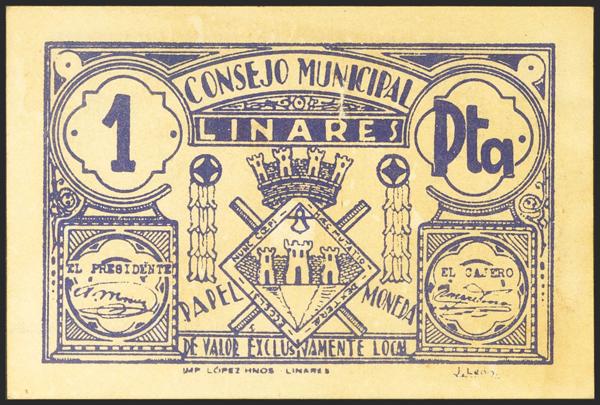 CONSEJO MUNICIPAL
LINARES
1
Pta.
EL PRESIDENTE
EL CAJERO
PAPEL MONEDA
DE VALOR EXCLUSIVAMENTE LOCAL
IMP LÓPEZ HNOS - LINARES